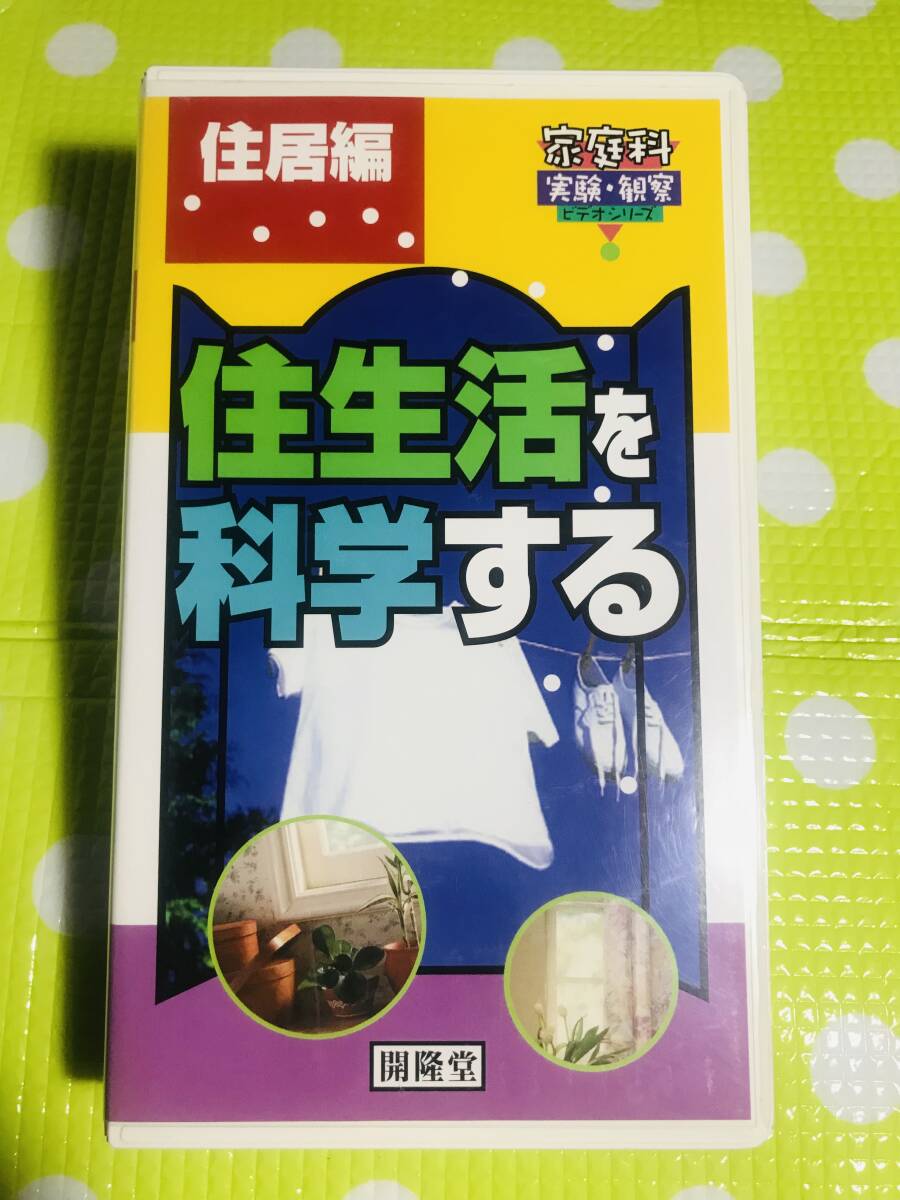 住居編
家庭科
実験・観察
ビデオシリーズ
住生活を
科学する
開隆堂